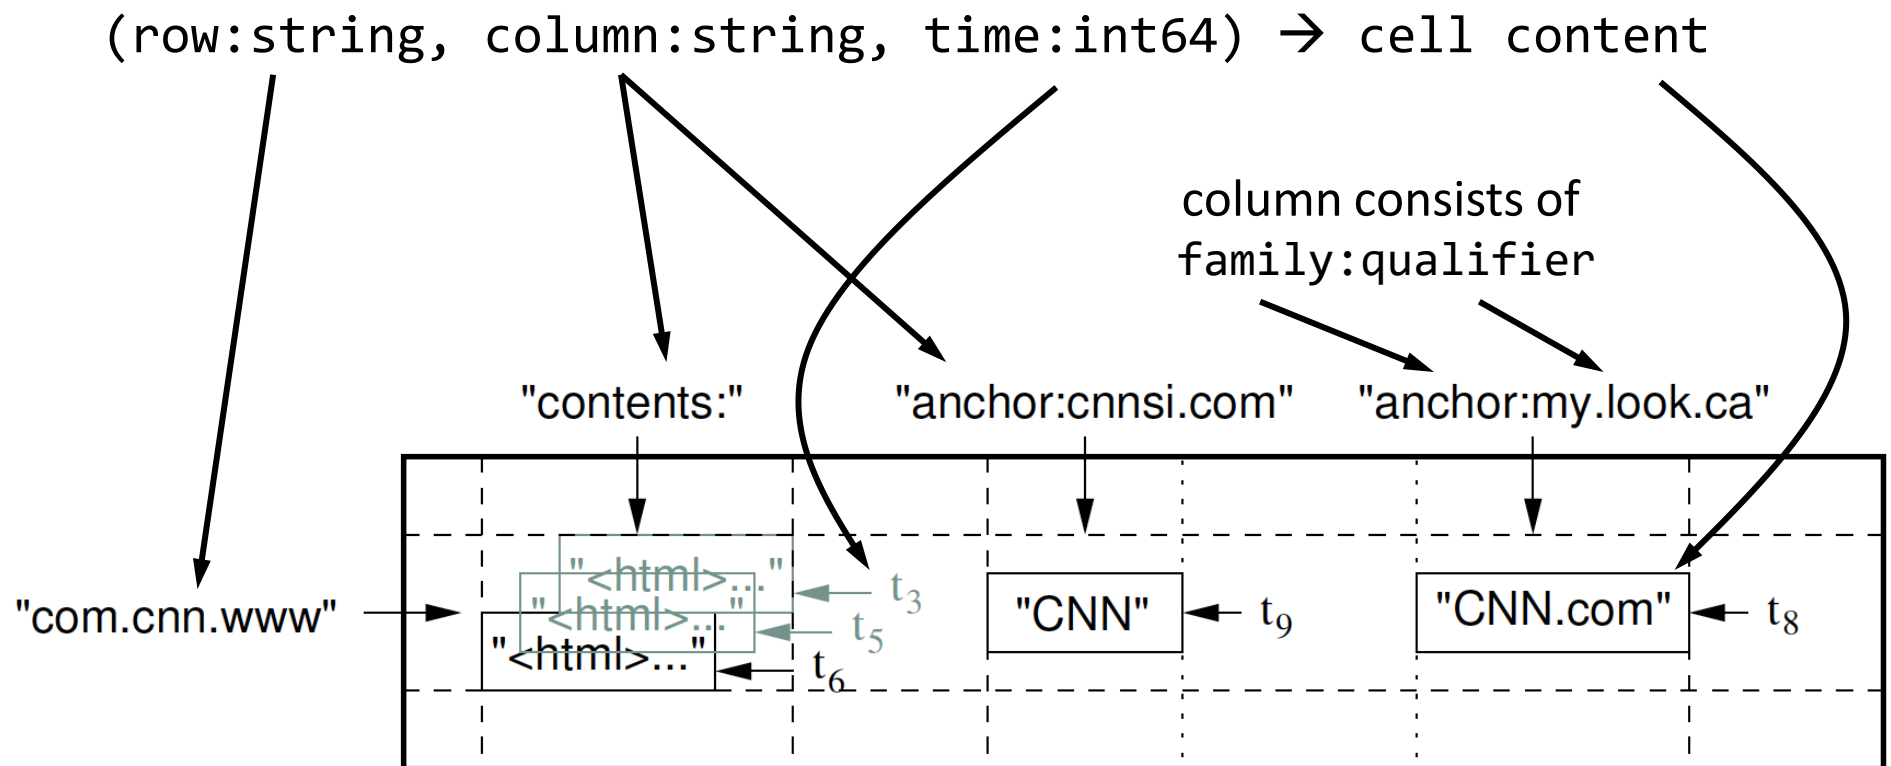 (row:string, column:string, time:int64) → cell content
column consists of
family:qualifier
"contents:" "anchor:cnnsi.com" "anchor:my.look.ca"
"<html>..." t3
"<html>..." t5
"com.cnn.www" "CNN" t9 "CNN.com" t8
"<html>..." t6